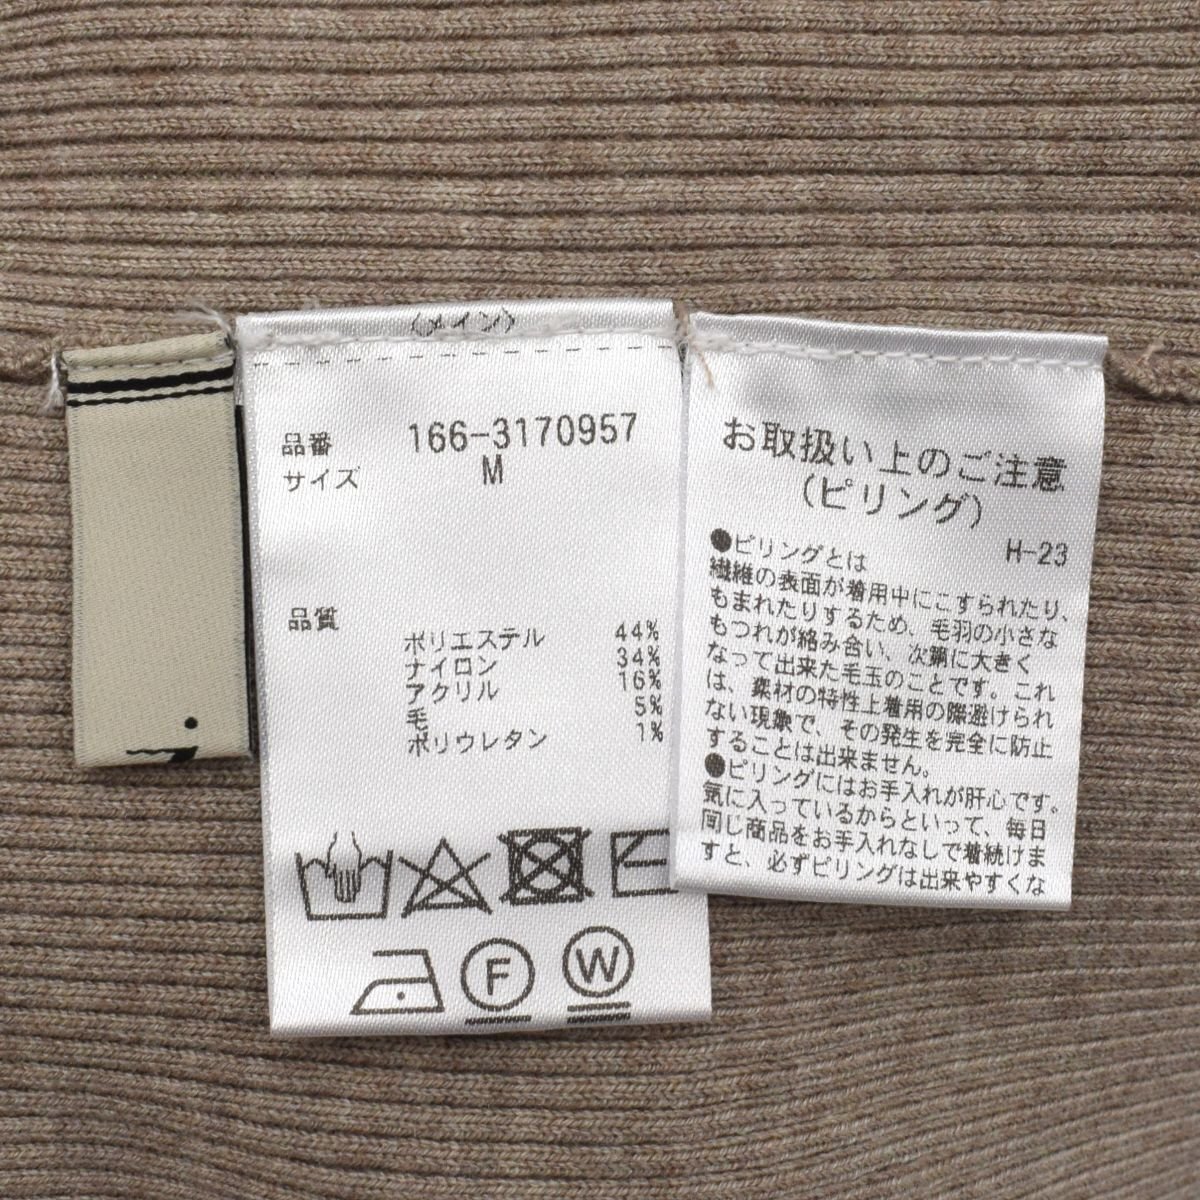 〈メイン〉
品番 166-3170957
サイズ M
品質
ポリエステル 44%
ナイロン 34%
アクリル 16%
毛 5%
ポリウレタン 1%
F
W
お取扱い上のご注意
(ピリング)
H-23
●ピリングとは
繊維の表面が着用中にこすられたり、
もまれたりするため、毛羽の小さな
もつれが絡み合い、次第に大きく
なって出来た毛玉のことです。これ
は、素材の特性上着用の際避けられ
ない現象で、その発生を完全に防止
することは出来ません。
●ピリングにはお手入れが肝心です。
気に入っているからといって、毎日
同じ商品をお手入れなしで着続けま
すと、必ずピリングは出来やすくな